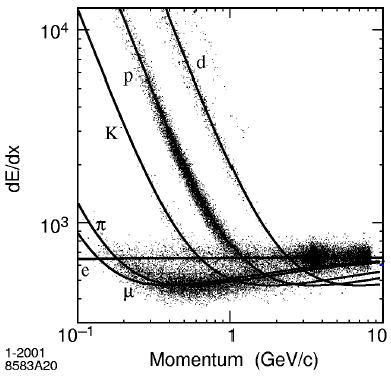 10⁴
d
p
K
dE/dx
10³
π
e
μ
10⁻¹
1
10
1-2001
8583A20
Momentum (GeV/c)